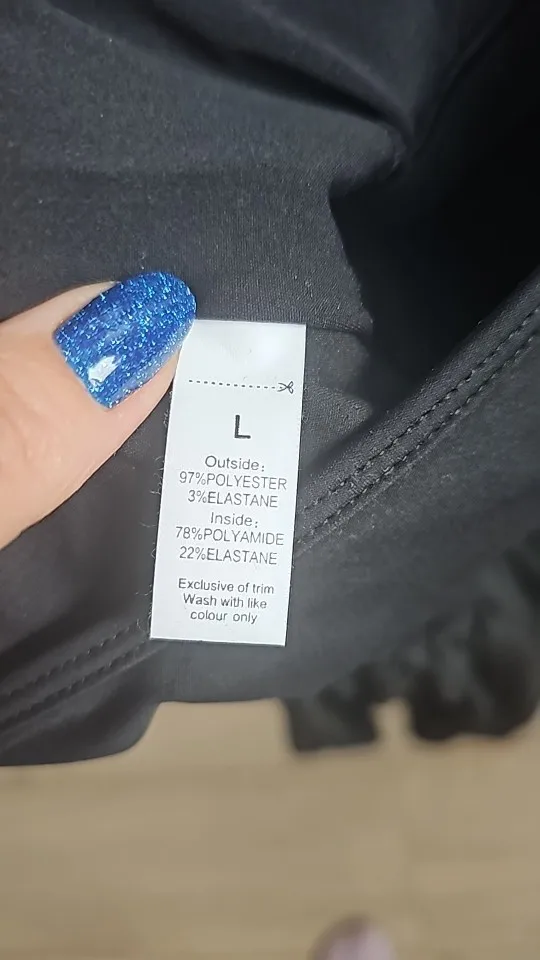 L
Outside:
97%POLYESTER
3%ELASTANE
Inside:
78%POLYAMIDE
22%ELASTANE
Exclusive of trim
Wash with like
colour only